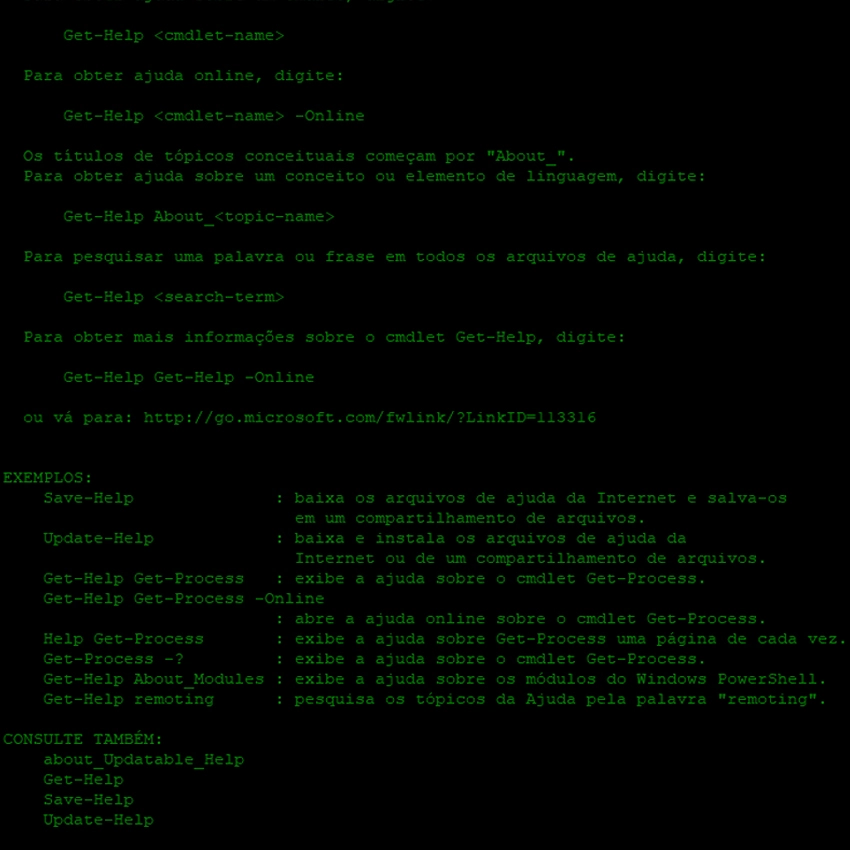 Get-Help <cmdlet-name>
Para obter ajuda online, digite:
Get-Help <cmdlet-name> -Online
Os títulos de tópicos conceituais começam por "About_".
Para obter ajuda sobre um conceito ou elemento de linguagem, digite:
Get-Help About_<topic-name>
Para pesquisar uma palavra ou frase em todos os arquivos de ajuda, digite:
Get-Help <search-term>
Para obter mais informações sobre o cmdlet Get-Help, digite:
Get-Help Get-Help -Online
ou vá para: http://go.microsoft.com/fwlink/?LinkID=113316
EXEMPLOS:
Save-Help : baixa os arquivos de ajuda da Internet e salva-os
em um compartilhamento de arquivos.
Update-Help : baixa e instala os arquivos de ajuda da
Internet ou de um compartilhamento de arquivos.
Get-Help Get-Process : exibe a ajuda sobre o cmdlet Get-Process.
Get-Help Get-Process -Online
: abre a ajuda online sobre o cmdlet Get-Process.
Help Get-Process : exibe a ajuda sobre Get-Process uma página de cada vez.
Get-Process -? : exibe a ajuda sobre o cmdlet Get-Process.
Get-Help About_Modules : exibe a ajuda sobre os módulos do Windows PowerShell.
Get-Help remoting : pesquisa os tópicos da Ajuda pela palavra "remoting".
CONSULTE TAMBÉM:
about_Updatable_Help
Get-Help
Save-Help
Update-Help